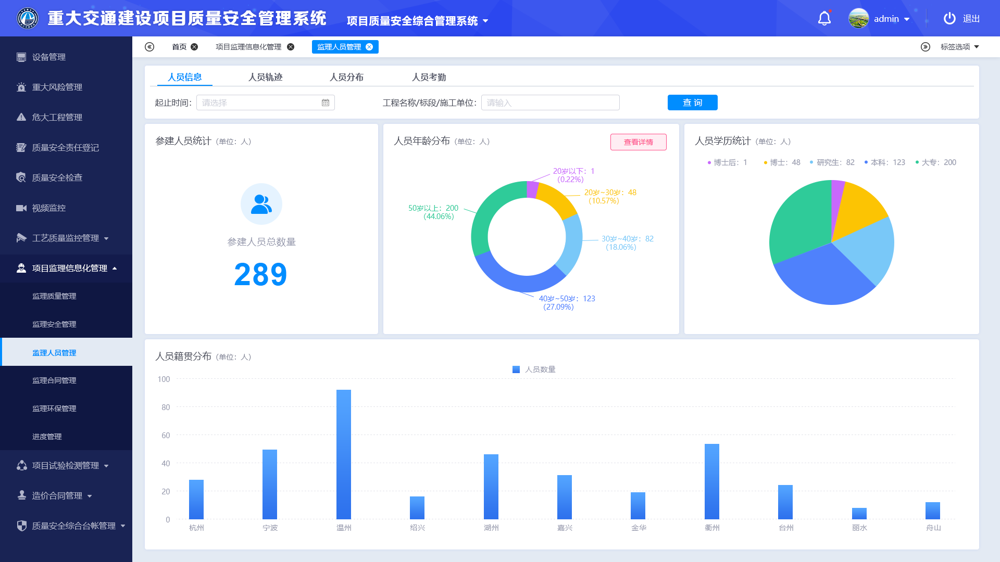 重大交通建设项目质量安全管理系统 项目质量安全综合管理系统 admin 退出
首页 项目监理信息化管理 监理人员管理 标签选项
设备管理
重大风险管理
危大工程管理
质量安全责任登记
质量安全检查
视频监控
工艺质量监控管理
项目监理信息化管理
监理质量管理
监理安全管理
监理人员管理
监理合同管理
监理环保管理
进度管理
项目试验检测管理
造价合同管理
质量安全综合台帐管理
人员信息 人员轨迹 人员分布 人员考勤
起止时间： 请选择 工程名称/标段/施工单位： 请输入 查 询
参建人员统计（单位：人）
参建人员总数量
289
人员年龄分布（单位：人） 查看详情
20岁以下：1
(0.22%)
20岁~30岁：48
(10.57%)
50岁以上：200
(44.06%)
30岁~40岁：82
(18.06%)
40岁~50岁：123
(27.09%)
人员学历统计（单位：人）
博士后：1 博士：48 研究生：82 本科：123 大专：200
人员籍贯分布（单位：人）
人员数量
100
80
60
40
20
0
杭州 宁波 温州 绍兴 湖州 嘉兴 金华 衢州 台州 丽水 舟山